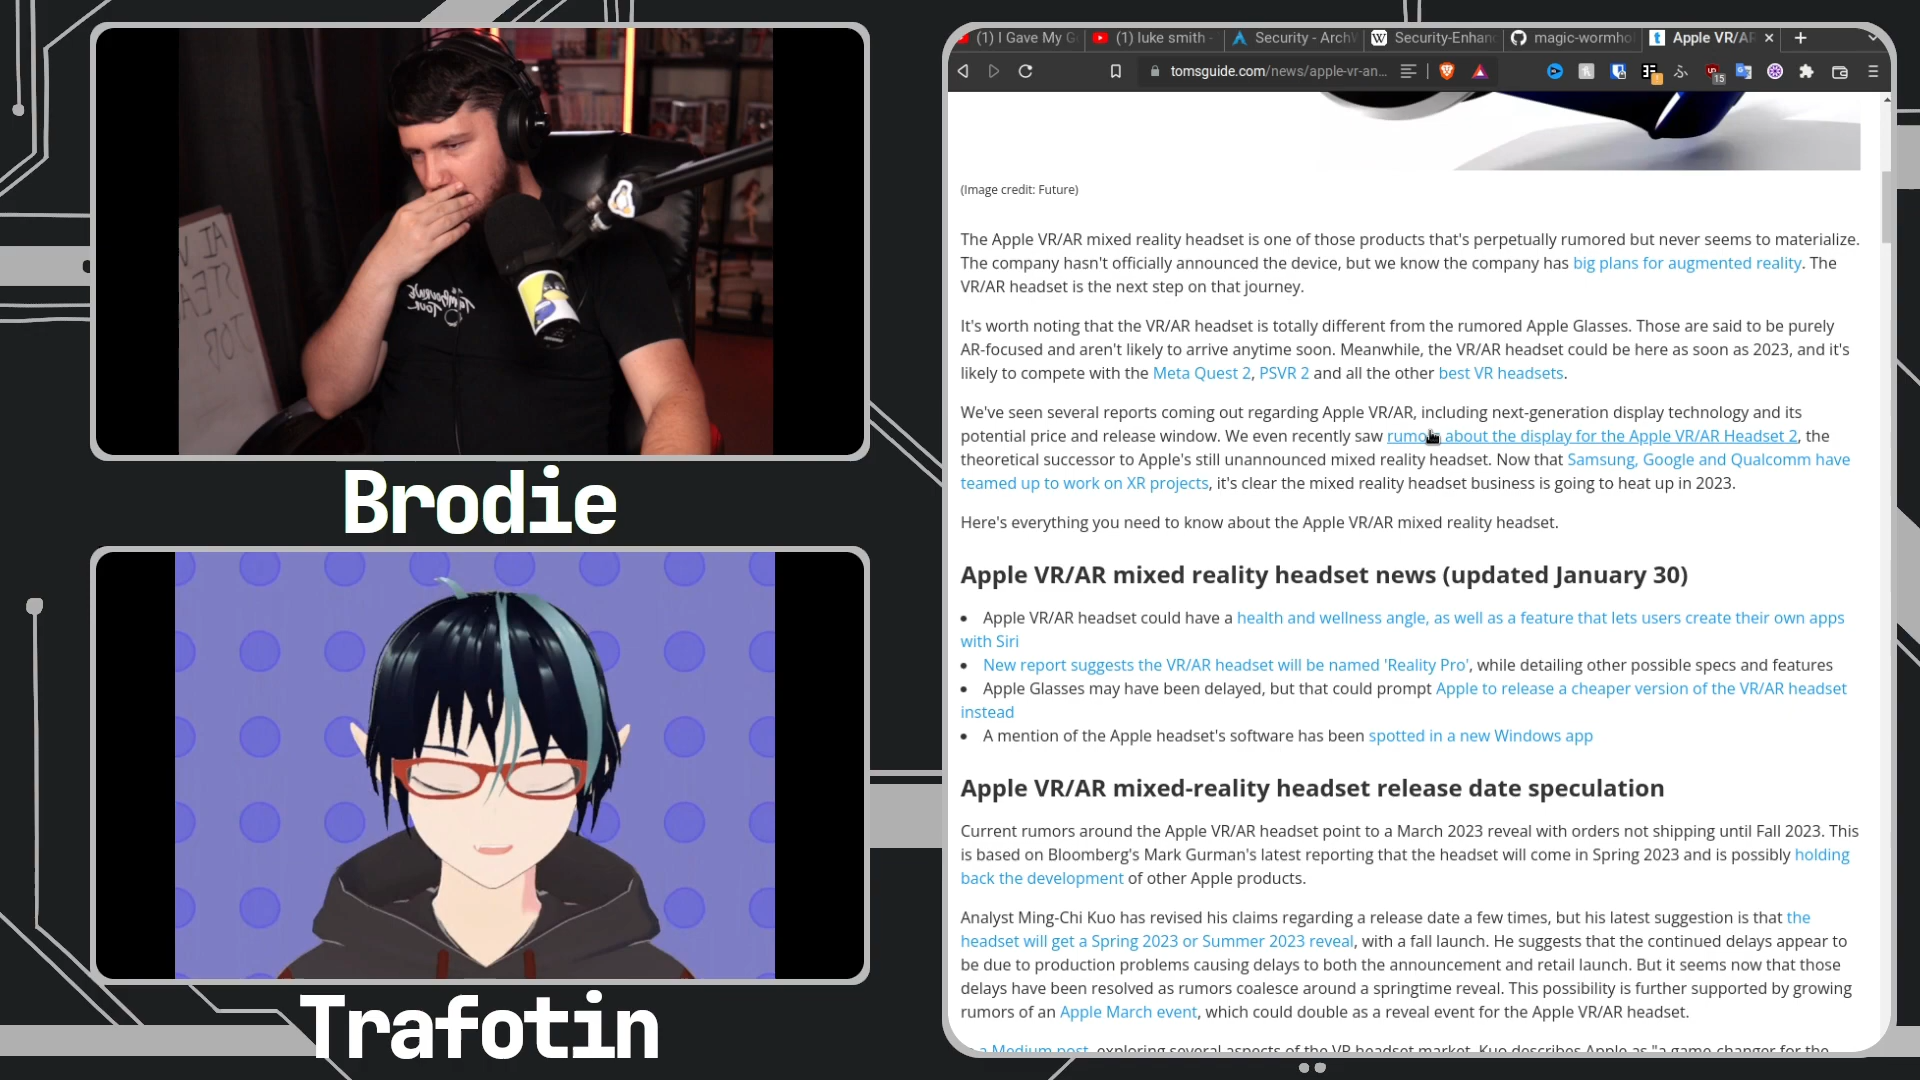 (1) I Gave My G
(1) luke smith -
Security - ArchW
Security-Enhanc
magic-wormho
Apple VR/AR
tomsguide.com/news/apple-vr-an...
15
(Image credit: Future)
The Apple VR/AR mixed reality headset is one of those products that's perpetually rumored but never seems to materialize.
The company hasn't officially announced the device, but we know the company has big plans for augmented reality. The
VR/AR headset is the next step on that journey.
It's worth noting that the VR/AR headset is totally different from the rumored Apple Glasses. Those are said to be purely
AR-focused and aren't likely to arrive anytime soon. Meanwhile, the VR/AR headset could be here as soon as 2023, and it's
likely to compete with the Meta Quest 2, PSVR 2 and all the other best VR headsets.
We've seen several reports coming out regarding Apple VR/AR, including next-generation display technology and its
potential price and release window. We even recently saw rumors about the display for the Apple VR/AR Headset 2, the
theoretical successor to Apple's still unannounced mixed reality headset. Now that Samsung, Google and Qualcomm have
teamed up to work on XR projects, it's clear the mixed reality headset business is going to heat up in 2023.
Here's everything you need to know about the Apple VR/AR mixed reality headset.
Apple VR/AR mixed reality headset news (updated January 30)
• Apple VR/AR headset could have a health and wellness angle, as well as a feature that lets users create their own apps
with Siri
• New report suggests the VR/AR headset will be named 'Reality Pro', while detailing other possible specs and features
• Apple Glasses may have been delayed, but that could prompt Apple to release a cheaper version of the VR/AR headset
instead
• A mention of the Apple headset's software has been spotted in a new Windows app
Apple VR/AR mixed-reality headset release date speculation
Current rumors around the Apple VR/AR headset point to a March 2023 reveal with orders not shipping until Fall 2023. This
is based on Bloomberg's Mark Gurman's latest reporting that the headset will come in Spring 2023 and is possibly holding
back the development of other Apple products.
Analyst Ming-Chi Kuo has revised his claims regarding a release date a few times, but his latest suggestion is that the
headset will get a Spring 2023 or Summer 2023 reveal, with a fall launch. He suggests that the continued delays appear to
be due to production problems causing delays to both the announcement and retail launch. But it seems now that those
delays have been resolved as rumors coalesce around a springtime reveal. This possibility is further supported by growing
rumors of an Apple March event, which could double as a reveal event for the Apple VR/AR headset.
a Medium post, exploring several aspects of the VR headset market, Kuo describes Apple as "a game-changer for the
JOB
Brodie
Trafotin